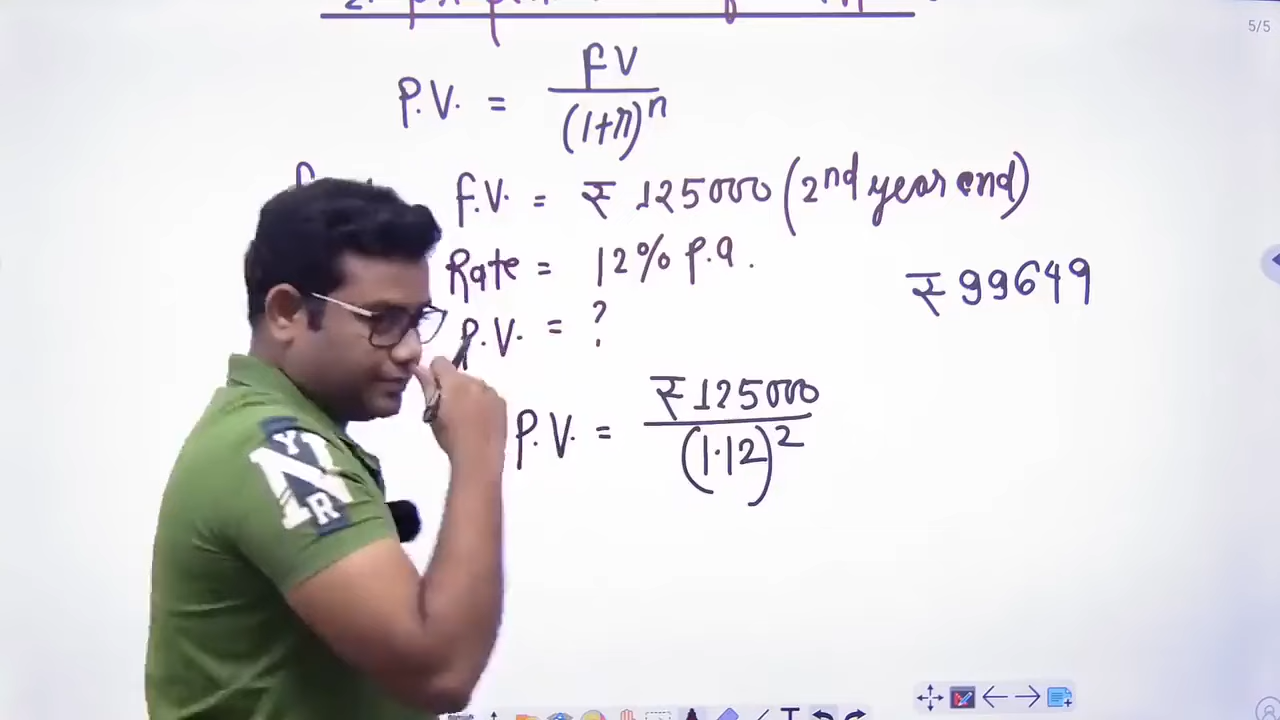 5/5
P.V. = FV
(1+r)^n
F.V. = ₹ 125000 (2nd year end)
Rate = 12% P.a.
₹ 99649
P.V. = ?
P.V. = ₹ 125000
(1.12)^2
Y
N
R